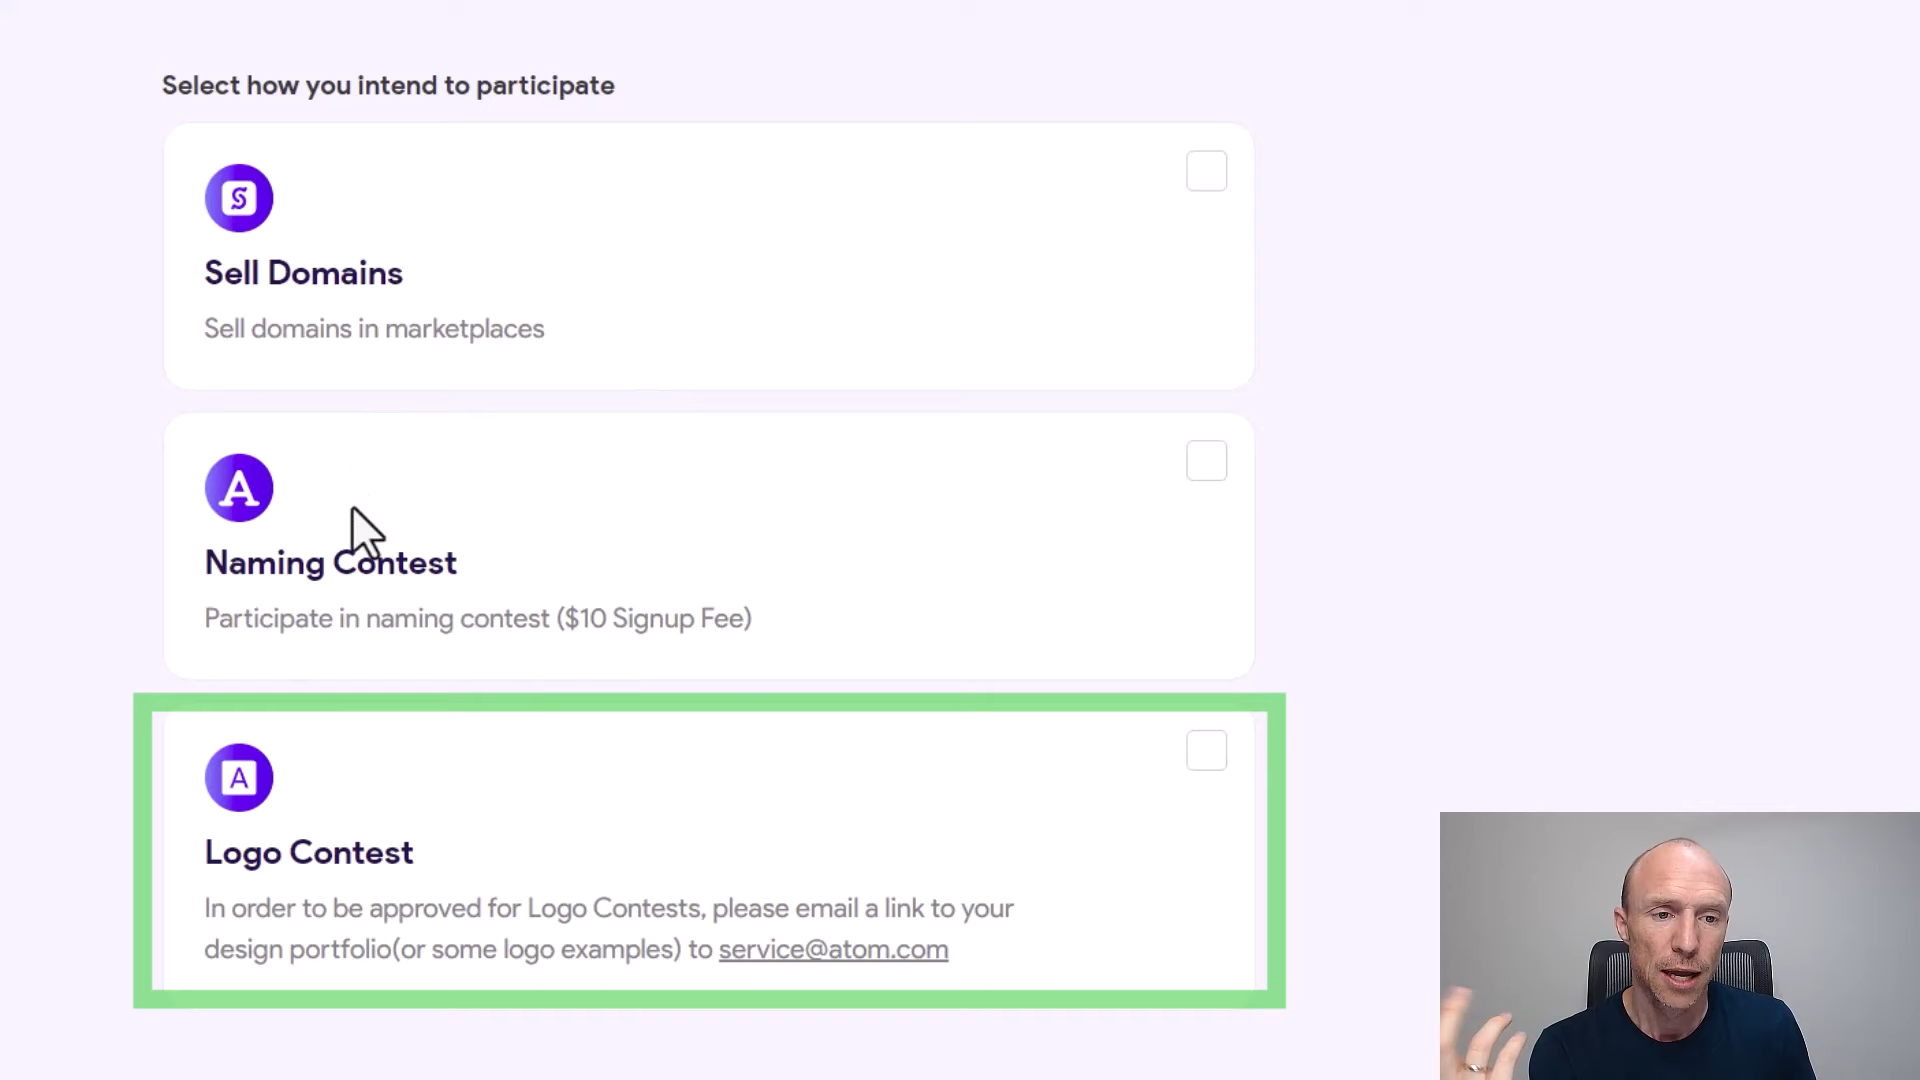 Select how you intend to participate
S
Sell Domains
Sell domains in marketplaces
A
Naming Contest
Participate in naming contest ($10 Signup Fee)
A
Logo Contest
In order to be approved for Logo Contests, please email a link to your
design portfolio(or some logo examples) to service@atom.com